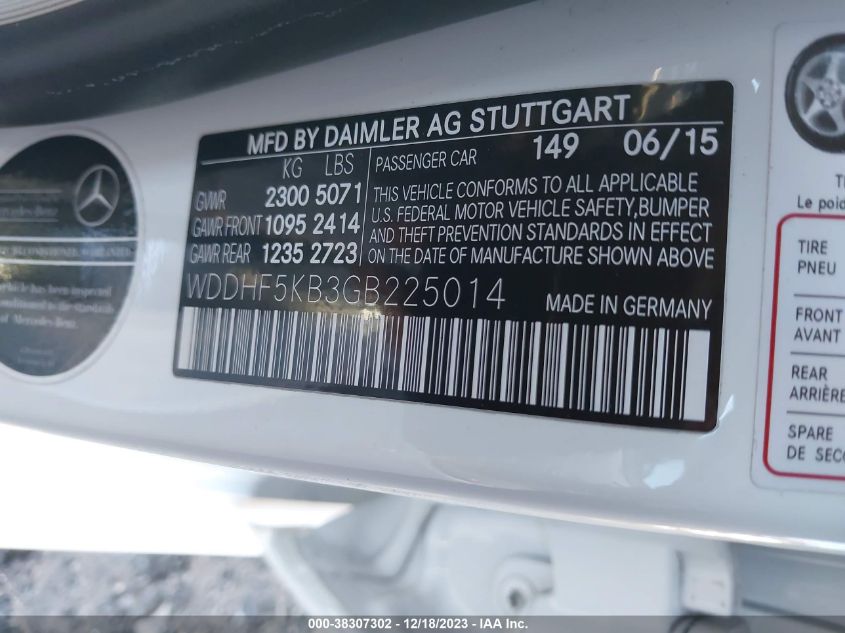 MFD BY DAIMLER AG STUTTGART
KG LBS
GVWR 2300 5071
GAWR FRONT 1095 2414
GAWR REAR 1235 2723
PASSENGER CAR 149 06/15
THIS VEHICLE CONFORMS TO ALL APPLICABLE
U.S. FEDERAL MOTOR VEHICLE SAFETY,BUMPER
AND THEFT PREVENTION STANDARDS IN EFFECT
ON THE DATE OF MANUFACTURE SHOWN ABOVE
WDDHF5KB3GB225014
MADE IN GERMANY
Le poid
TIRE
PNEU
FRONT
AVANT
REAR
ARRIÈRE
SPARE
DE SECO
000-38307302 - 12/18/2023 - IAA Inc.